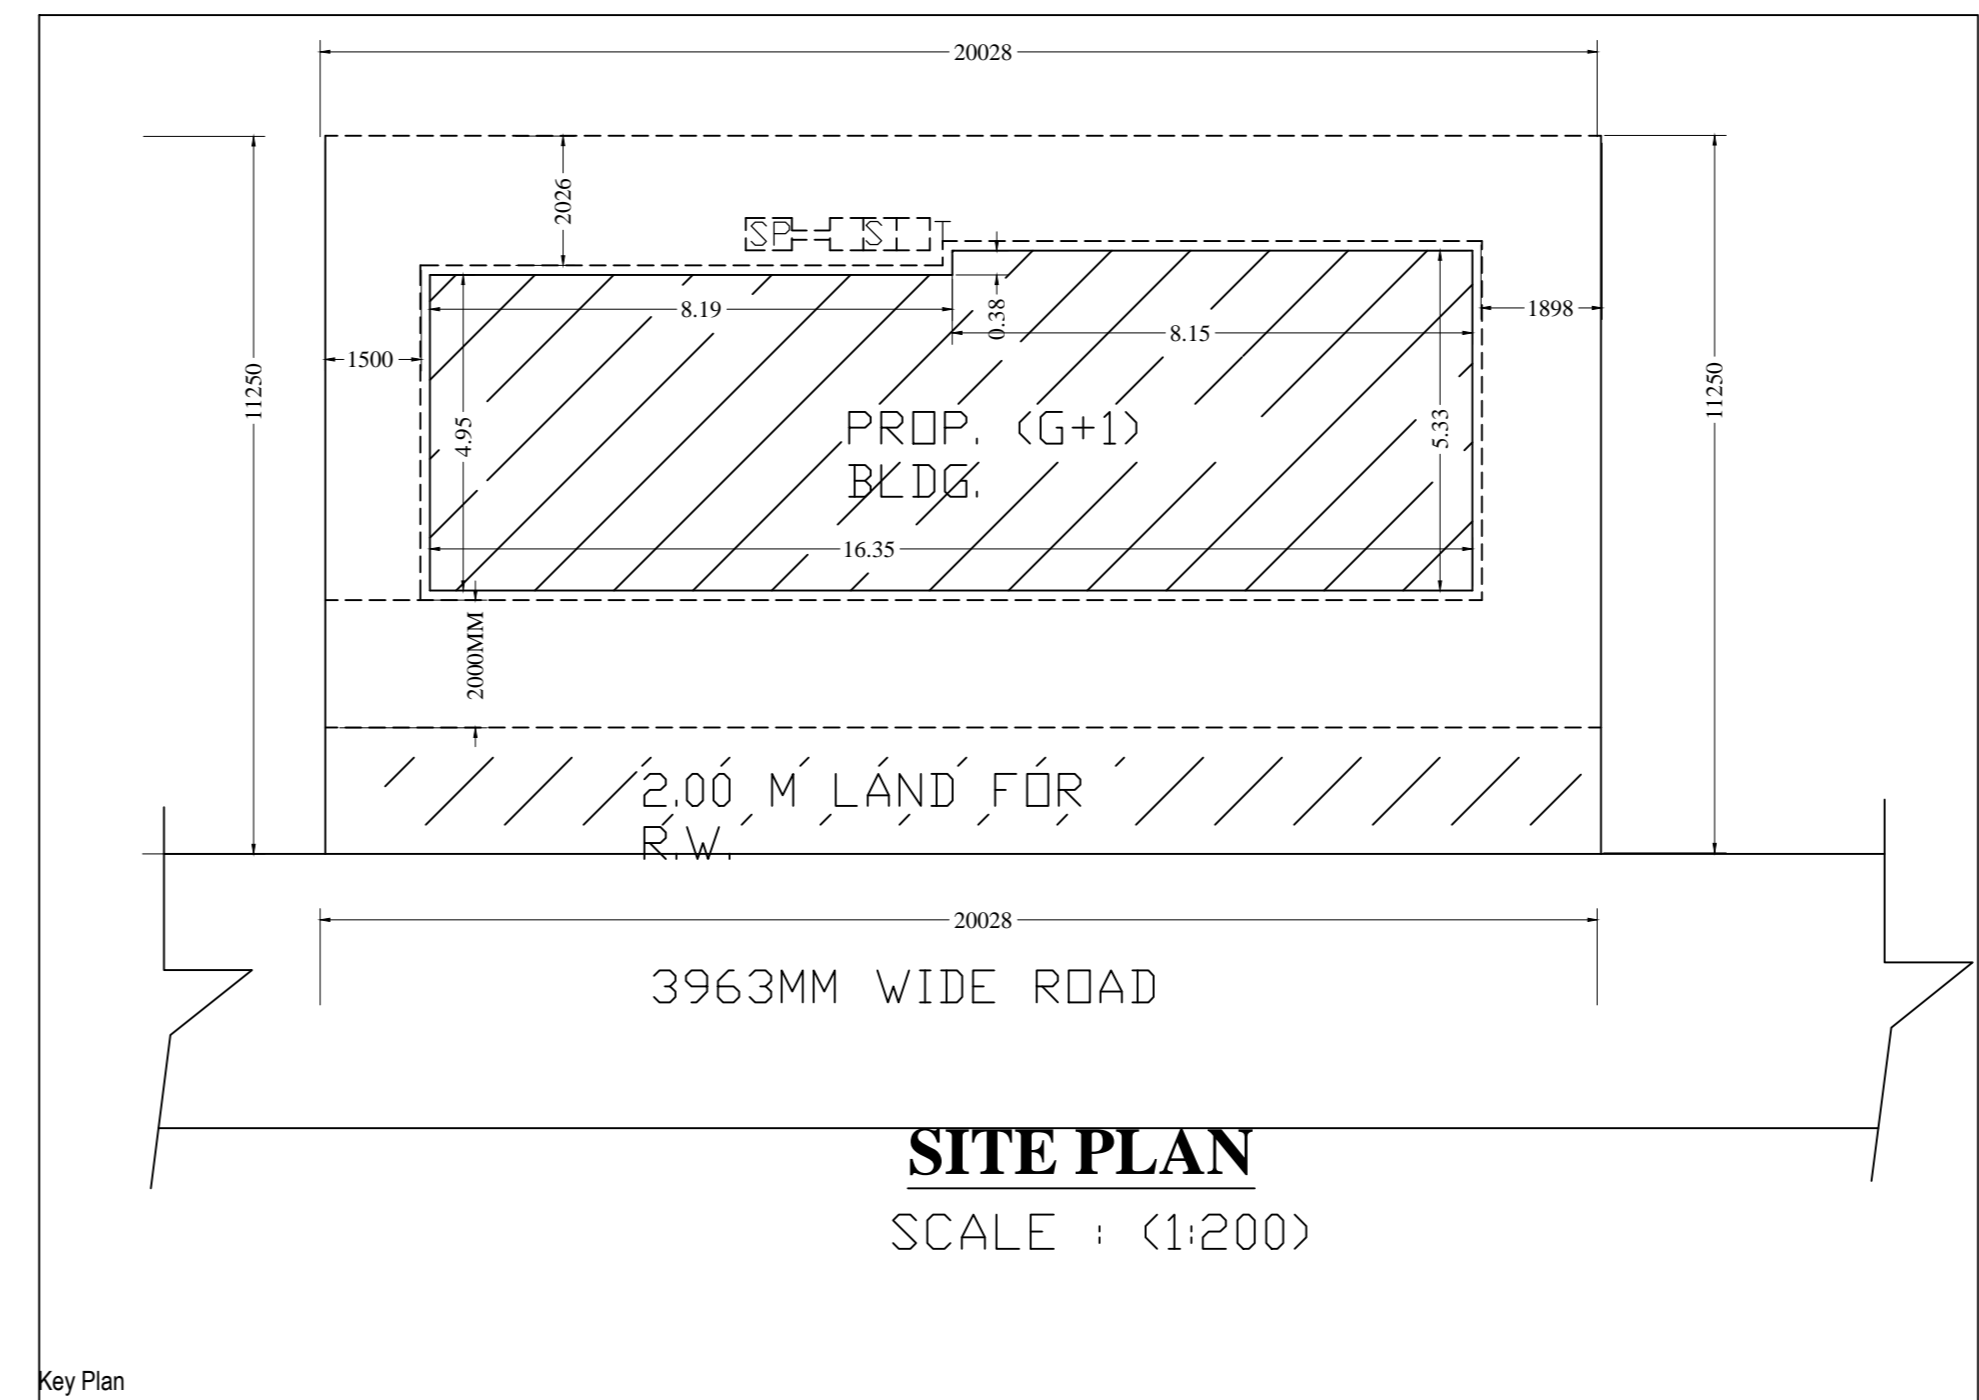 20028
2026
SP
ST
8.19
0.38
1898
1500
8.15
11250
11250
4.95
PROP. (G+1)
5.33
BLDG.
16.35
2000MM
2.00 M LAND FOR
R.W.
20028
3963MM WIDE ROAD
SITE PLAN
SCALE : (1:200)
Key Plan